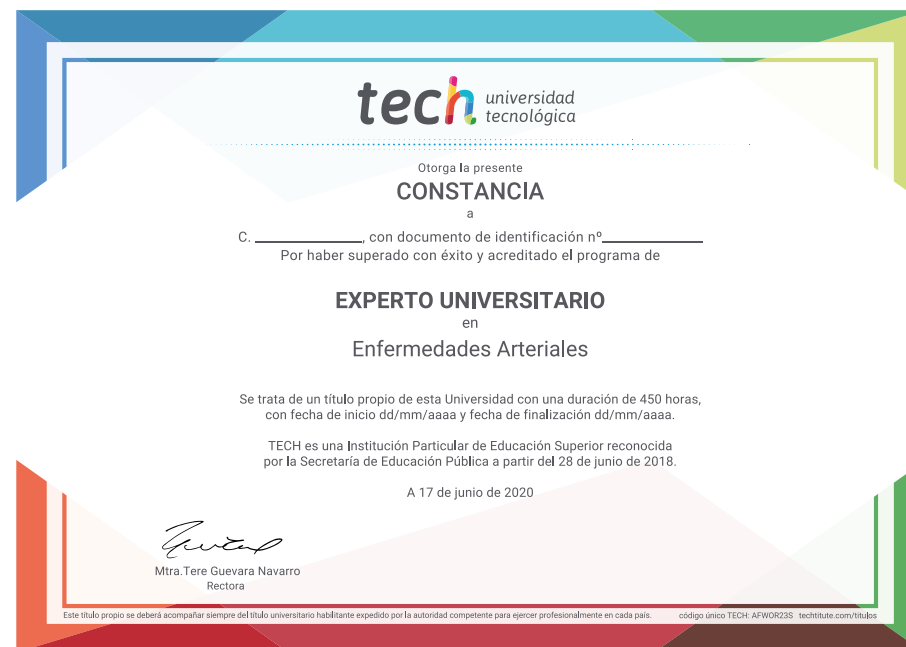 tech universidad
tecnológica
Otorga la presente
CONSTANCIA
a
C. ____________, con documento de identificación nº____________
Por haber superado con éxito y acreditado el programa de
EXPERTO UNIVERSITARIO
en
Enfermedades Arteriales
Se trata de un título propio de esta Universidad con una duración de 450 horas,
con fecha de inicio dd/mm/aaaa y fecha de finalización dd/mm/aaaa.
TECH es una Institución Particular de Educación Superior reconocida
por la Secretaría de Educación Pública a partir del 28 de junio de 2018.
A 17 de junio de 2020
Mtra.Tere Guevara Navarro
Rectora
Este título propio se deberá acompañar siempre del título universitario habilitante expedido por la autoridad competente para ejercer profesionalmente en cada país. código único TECH: AFWOR23S techtitute.com/titulos